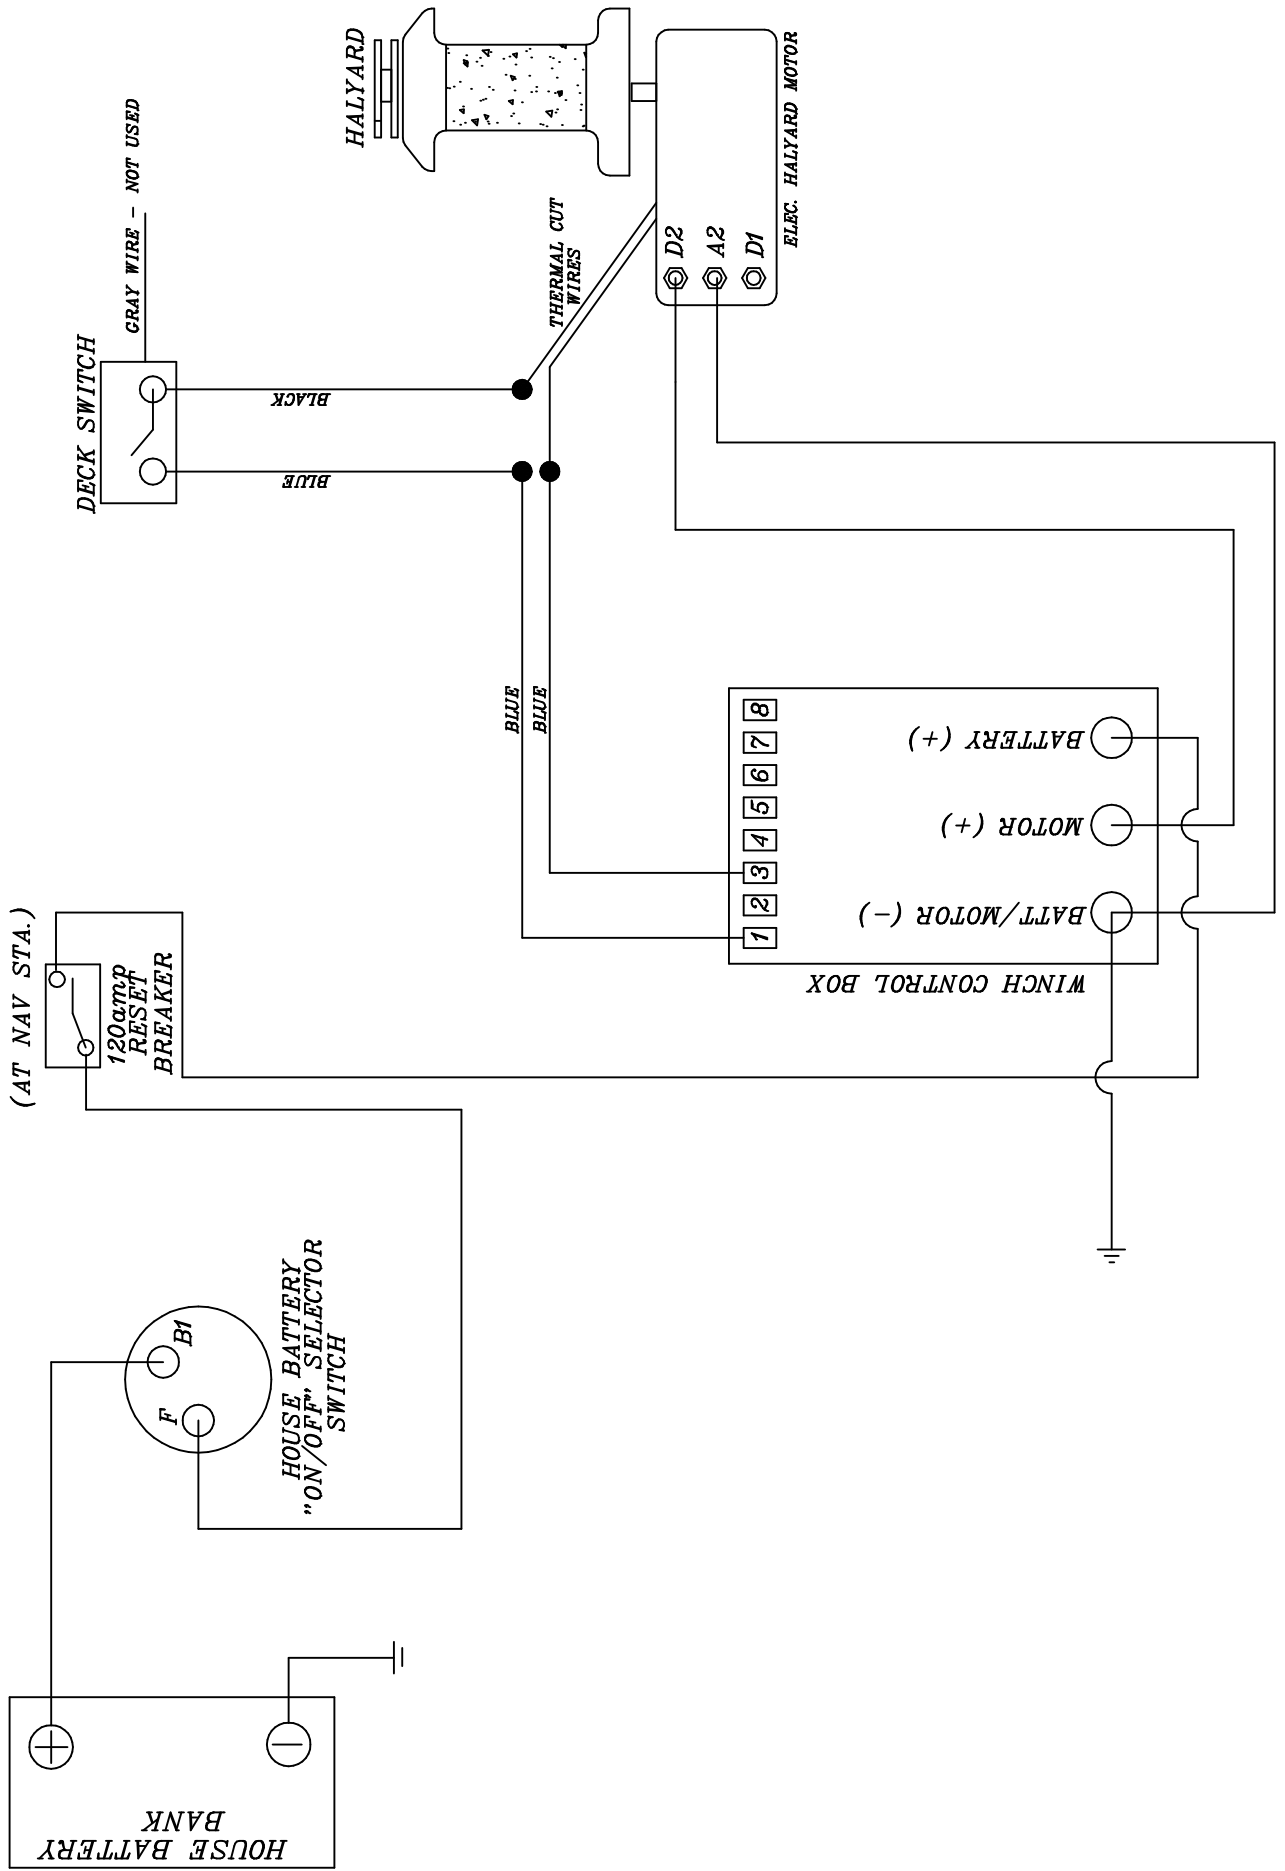 HALYARD
ELEC. HALYARD MOTOR
GRAY WIRE - NOT USED
THERMAL CUT
WIRES
D2
A2
D1
DECK SWITCH
BLACK
BLUE
BLUE
BLUE
8
7
6
5
4
3
2
1
BATTERY (+)
MOTOR (+)
BATT/MOTOR (-)
WINCH CONTROL BOX
(AT NAV STA.)
120amp
RESET
BREAKER
B1
F
HOUSE BATTERY
"ON/OFF" SELECTOR
SWITCH
HOUSE BATTERY
BANK